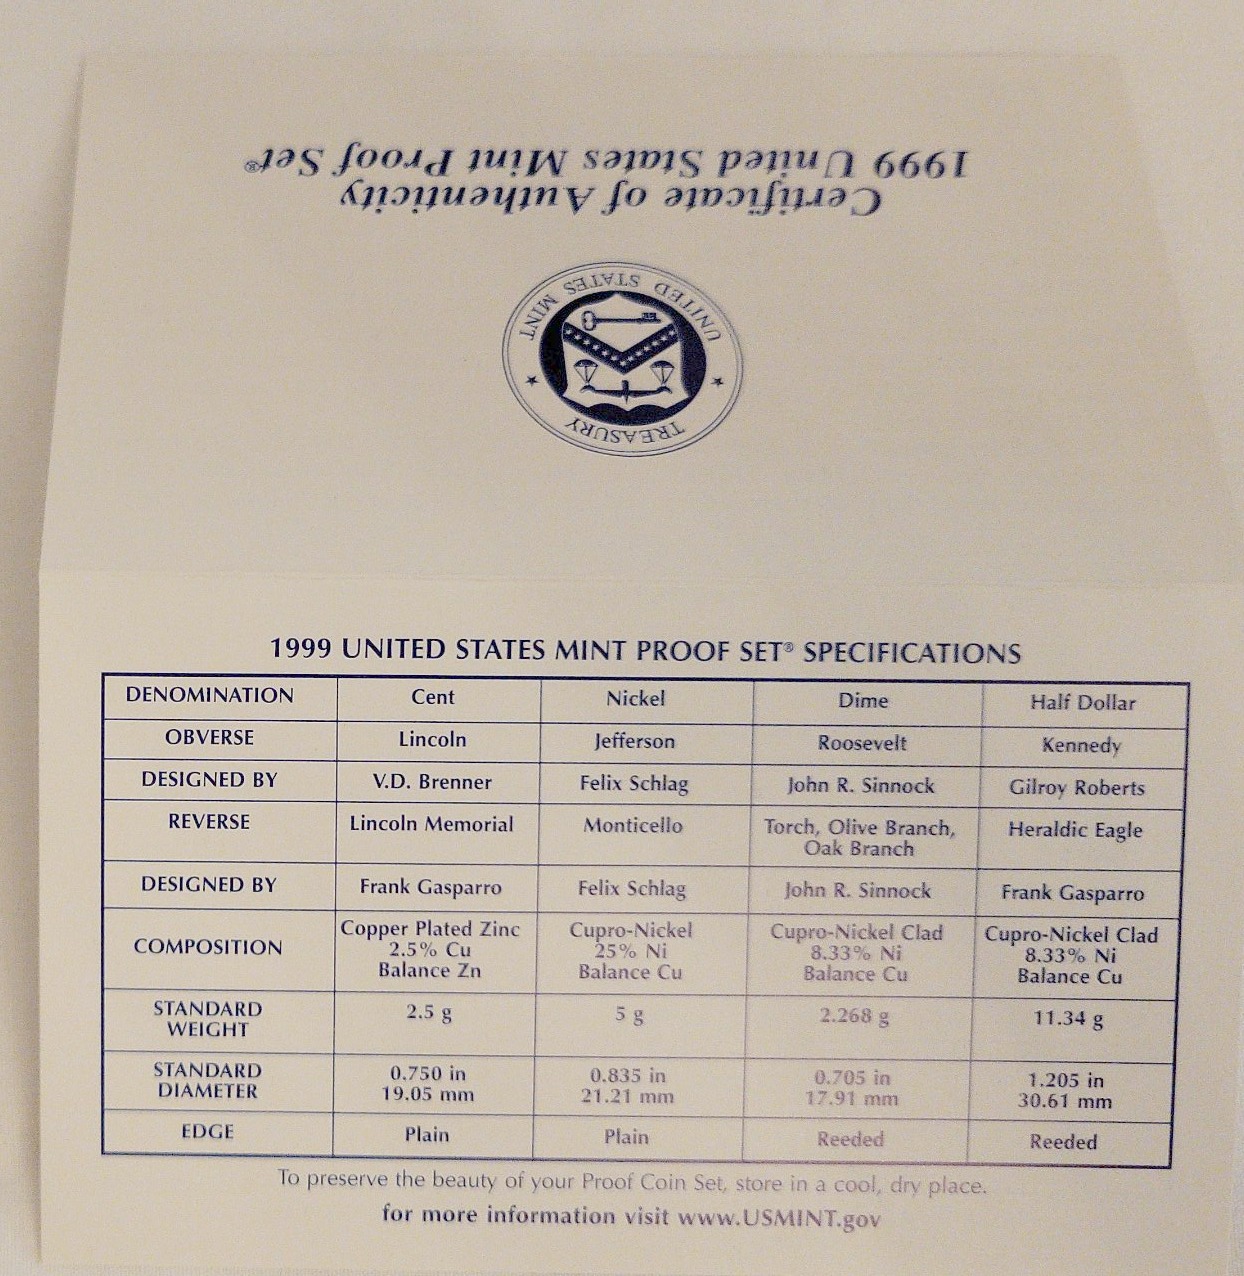 Certificate of Authenticity
1999 United States Mint Proof Set®
TREASURY
UNITED STATES MINT
1999 UNITED STATES MINT PROOF SET® SPECIFICATIONS
DENOMINATION Cent Nickel Dime Half Dollar
OBVERSE Lincoln Jefferson Roosevelt Kennedy
DESIGNED BY V.D. Brenner Felix Schlag John R. Sinnock Gilroy Roberts
REVERSE Lincoln Memorial Monticello Torch, Olive Branch, Heraldic Eagle
Oak Branch
DESIGNED BY Frank Gasparro Felix Schlag John R. Sinnock Frank Gasparro
Copper Plated Zinc Cupro-Nickel Cupro-Nickel Clad Cupro-Nickel Clad
COMPOSITION 2.5% Cu 25% Ni 8.33% Ni 8.33% Ni
Balance Zn Balance Cu Balance Cu Balance Cu
STANDARD 2.5 g 5 g 2.268 g 11.34 g
WEIGHT
STANDARD 0.750 in 0.835 in 0.705 in 1.205 in
DIAMETER 19.05 mm 21.21 mm 17.91 mm 30.61 mm
EDGE Plain Plain Reeded Reeded
To preserve the beauty of your Proof Coin Set, store in a cool, dry place.
for more information visit www.USMINT.gov